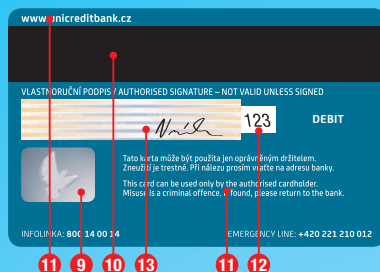 www.unicreditbank.cz
VLASTNORUČNÍ PODPIS / AUTHORISED SIGNATURE – NOT VALID UNLESS SIGNED
123
DEBIT
Tato karta může být použita jen oprávněným držitelem.
Zneužití je trestné. Při nálezu prosím vraťte na adresu banky.
This card can be used only by the authorised cardholder.
Misuse is a criminal offence. If found, please return to the bank.
INFOLINKA: 800 14 00 14
EMERGENCY LINE: +420 221 210 012
11 9 10 13 11 12